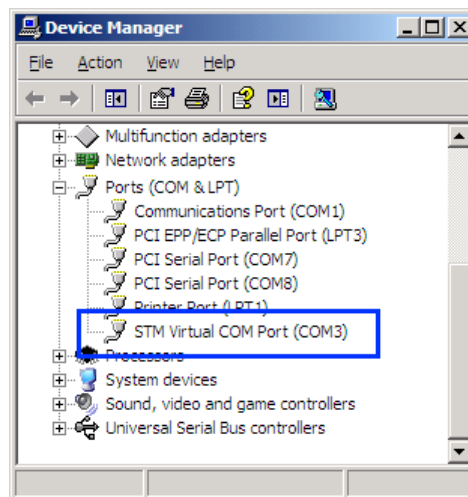 Device Manager
File Action View Help
Multifunction adapters
Network adapters
Ports (COM & LPT)
Communications Port (COM1)
PCI EPP/ECP Parallel Port (LPT3)
PCI Serial Port (COM7)
PCI Serial Port (COM8)
Printer Port (LPT1)
STM Virtual COM Port (COM3)
Processors
System devices
Sound, video and game controllers
Universal Serial Bus controllers